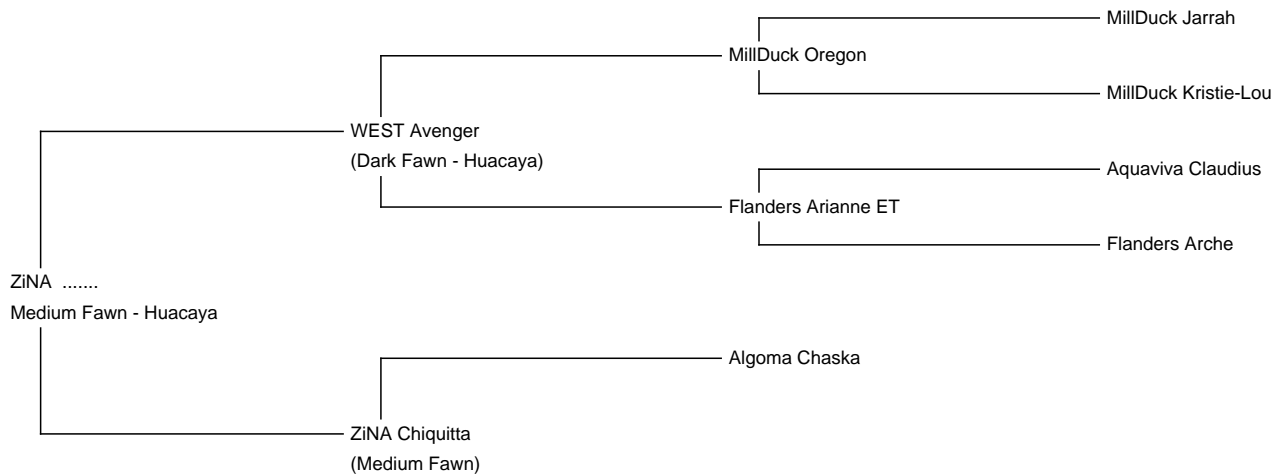 MillDuck Jarrah
MillDuck Oregon
MillDuck Kristie-Lou
WEST Avenger
(Dark Fawn - Huacaya)
Aquaviva Claudius
Flanders Arianne ET
Flanders Arche
ZiNA .......
Medium Fawn - Huacaya
Algoma Chaska
ZiNA Chiquitta
(Medium Fawn)